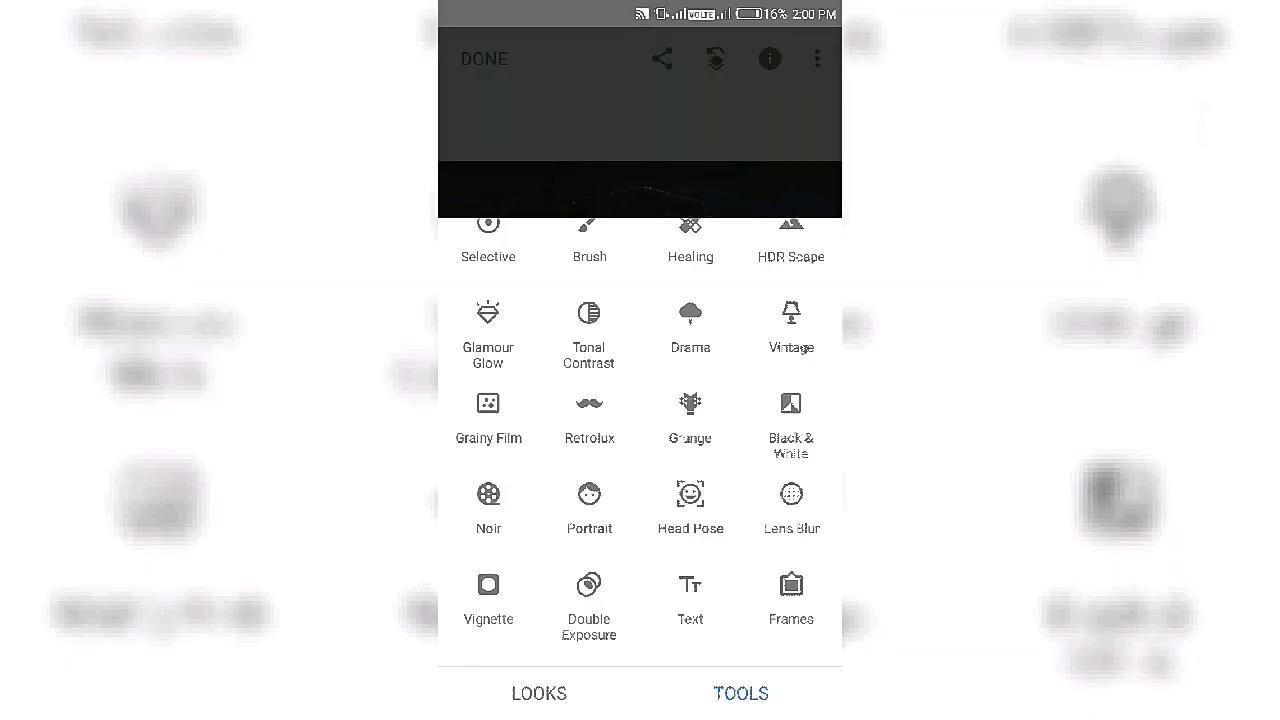 VOLTE 16% 2:00 PM
DONE
Selective Brush Healing HDR Scape
Glamour Tonal Drama Vintage
Glow Contrast
Grainy Film Retrolux Grunge Black &
White
Noir Portrait Head Pose Lens Blur
Vignette Double Text Frames
Exposure
LOOKS TOOLS